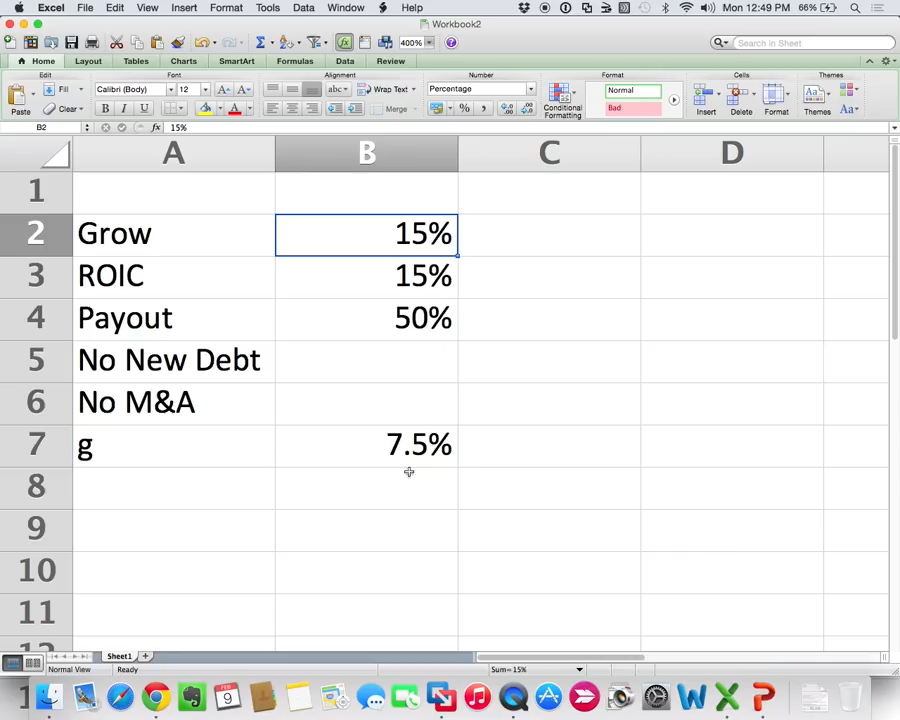 Excel File Edit View Insert Format Tools Data Window Help Mon 12:49 PM 66%
Workbook2
400% Search in Sheet
Home Layout Tables Charts SmartArt Formulas Data Review
Edit Font Alignment Number Format Cells Themes
Paste Fill Calibri (Body) 12 A A abc Wrap Text Percentage Conditional Formatting Normal Insert Delete Format Themes Aa
Clear B I U A Merge % Bad
B2 fx 15%
A B C D
1
2 Grow 15%
3 ROIC 15%
4 Payout 50%
5 No New Debt
6 No M&A
7 g 7.5%
8
9
10
11
12
Sheet1
Normal View Ready Sum=15%